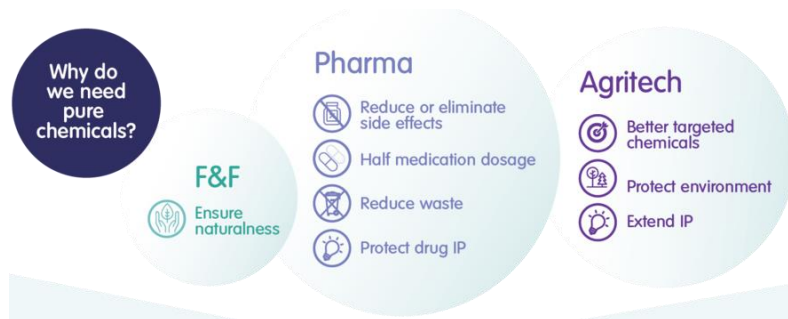 Why do
we need
pure
chemicals?
F&F
Ensure
naturalness
Pharma
Reduce or eliminate
side effects
Half medication dosage
Reduce waste
Protect drug IP
Agritech
Better targeted
chemicals
Protect environment
Extend IP